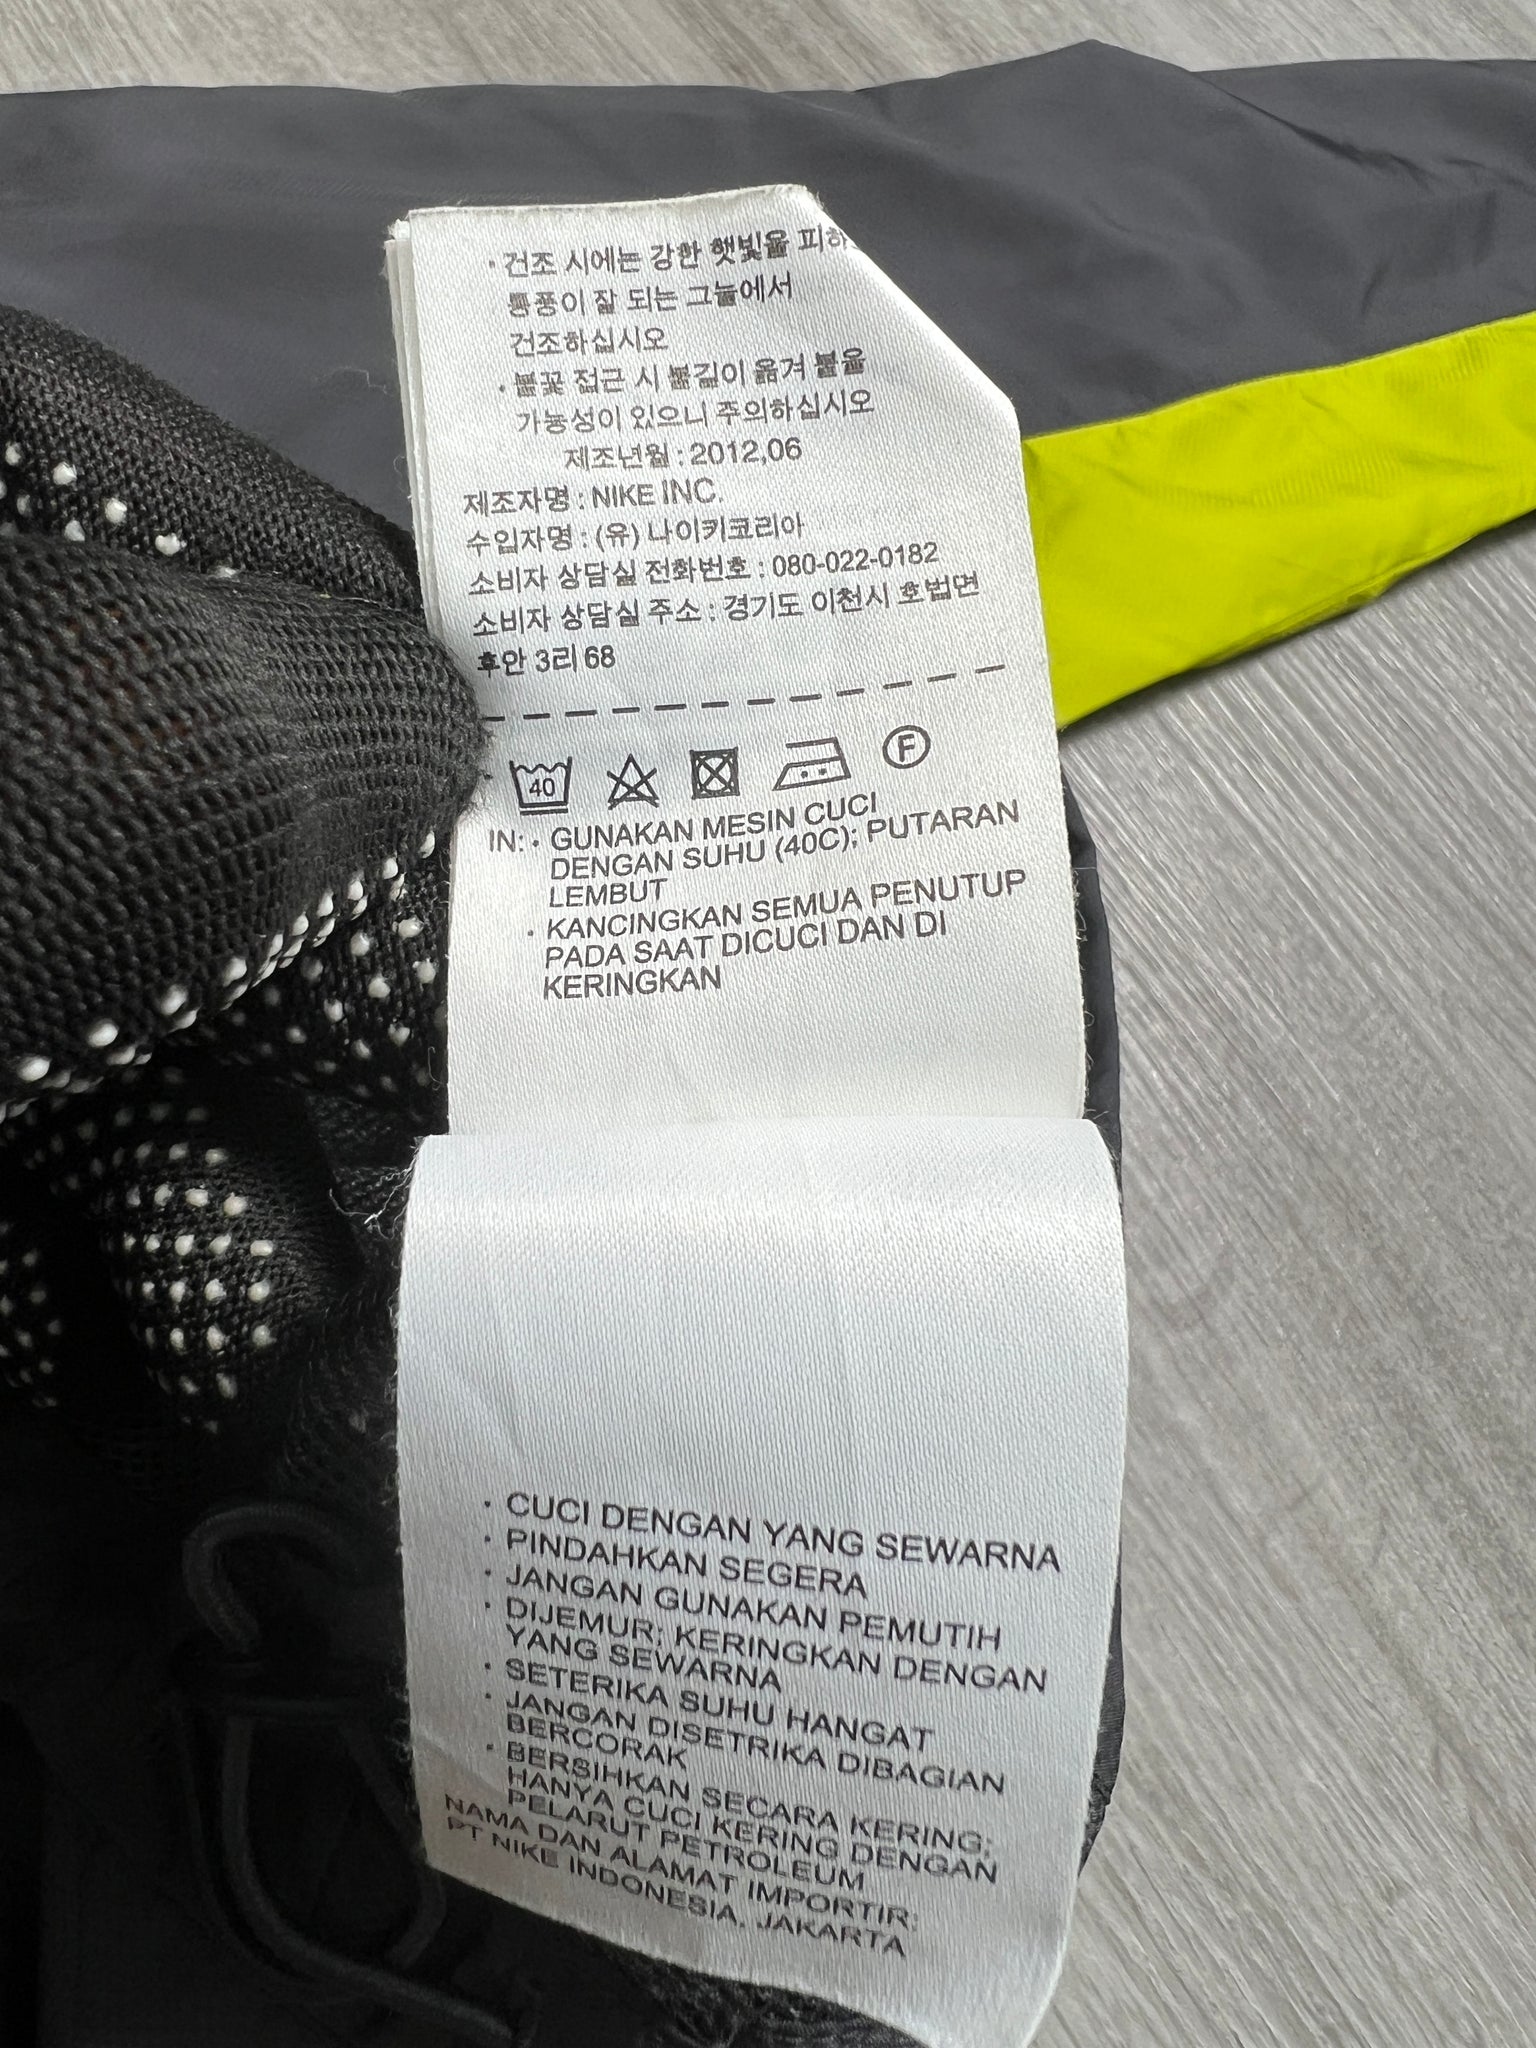 · 건조 시에는 강한 햇빛을 피하
통풍이 잘 되는 그늘에서
건조하십시오
· 불꽃 접근 시 불길이 옮겨 붙을
가능성이 있으니 주의하십시오
제조년월 : 2012,06
제조자명 : NIKE INC.
수입자명 : (유) 나이키코리아
소비자 상담실 전화번호 : 080-022-0182
소비자 상담실 주소 : 경기도 이천시 호법면
후안 3리 68
40 F
IN: · GUNAKAN MESIN CUCI
DENGAN SUHU (40C); PUTARAN
LEMBUT
· KANCINGKAN SEMUA PENUTUP
PADA SAAT DICUCI DAN DI
KERINGKAN
· CUCI DENGAN YANG SEWARNA
· PINDAHKAN SEGERA
· JANGAN GUNAKAN PEMUTIH
· DIJEMUR; KERINGKAN DENGAN
YANG SEWARNA
· SETERIKA SUHU HANGAT
· JANGAN DISETRIKA DIBAGIAN
BERCORAK
· BERSIHKAN SECARA KERING;
HANYA CUCI KERING DENGAN
PELARUT PETROLEUM
NAMA DAN ALAMAT IMPORTIR:
PT NIKE INDONESIA, JAKARTA